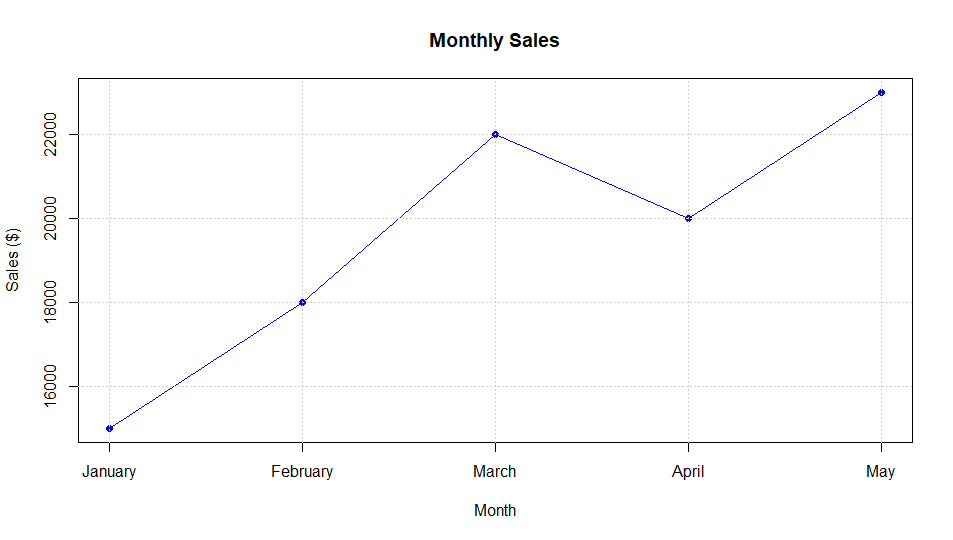 Monthly Sales
Sales ($)
22000
20000
18000
16000
January February March April May
Month